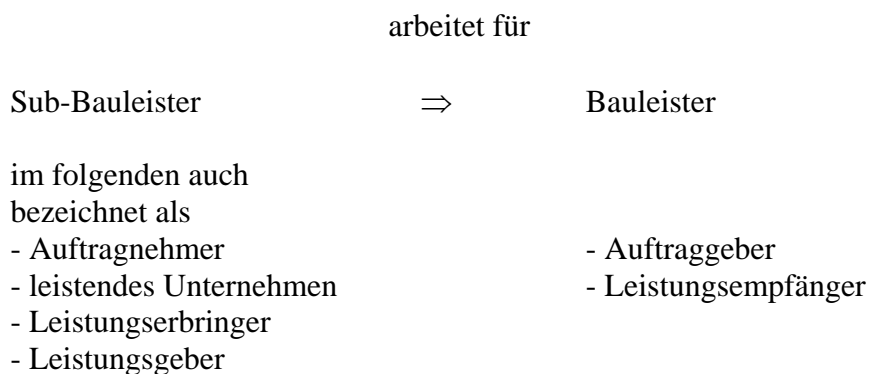 arbeitet für
Sub-Bauleister ⇒ Bauleister
im folgenden auch
bezeichnet als
- Auftragnehmer - Auftraggeber
- leistendes Unternehmen - Leistungsempfänger
- Leistungserbringer
- Leistungsgeber